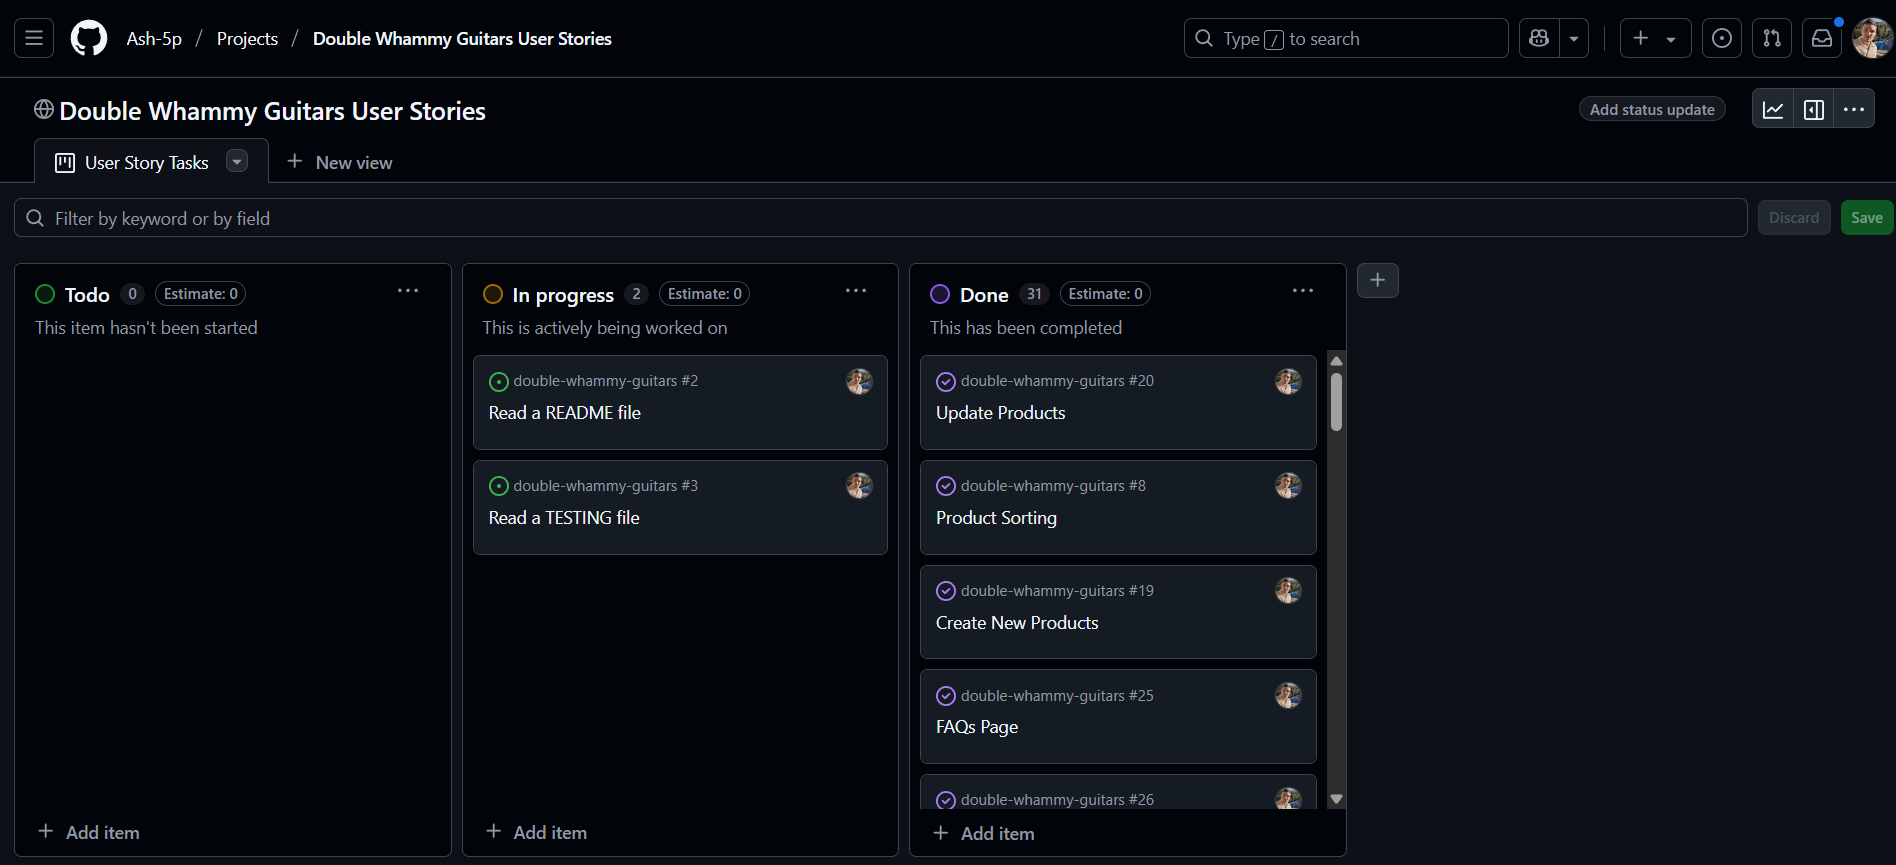 Ash-5p / Projects / Double Whammy Guitars User Stories
Type / to search
Double Whammy Guitars User Stories
Add status update
User Story Tasks
New view
Filter by keyword or by field
Discard
Save
Todo 0 Estimate: 0
This item hasn't been started
Add item
In progress 2 Estimate: 0
This is actively being worked on
double-whammy-guitars #2
Read a README file
double-whammy-guitars #3
Read a TESTING file
Add item
Done 31 Estimate: 0
This has been completed
double-whammy-guitars #20
Update Products
double-whammy-guitars #8
Product Sorting
double-whammy-guitars #19
Create New Products
double-whammy-guitars #25
FAQs Page
double-whammy-guitars #26
Add item